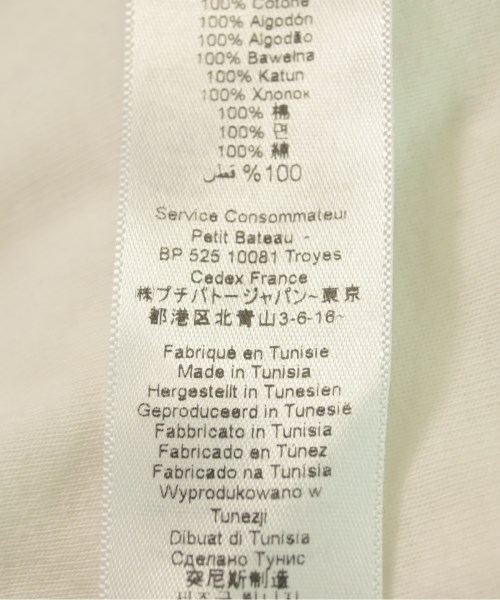 100% Cotone
100% Algodón
100% Algodão
100% Bawełna
100% Katun
100% Хлопок
100% 棉
100% 면
100% 綿
%100 قطن
Service Consommateur
Petit Bateau -
BP 525 10081 Troyes
Cedex France
㈱プチバトージャパン~東京
都港区北青山3-6-16~
Fabriqué en Tunisie
Made in Tunisia
Hergestellt in Tunesien
Geproduceerd in Tunesië
Fabbricato in Tunisia
Fabricado en Túnez
Fabricado na Tunísia
Wyprodukowano w
Tunezji
Dibuat di Tunisia
Сделано Тунис
突尼斯制造